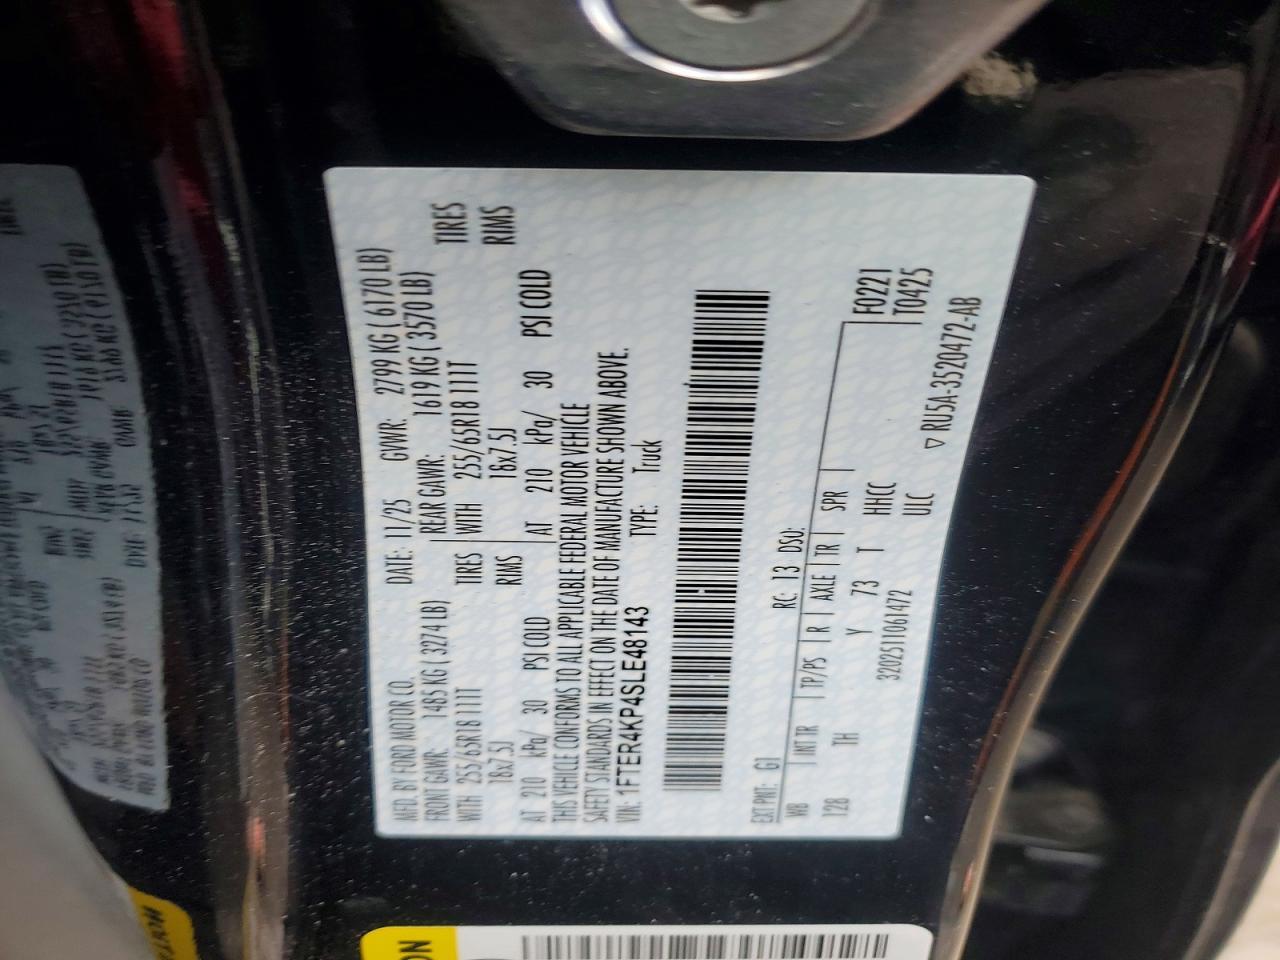 MFD. BY FORD MOTOR CO. DATE: 11/25 GVWR: 2799 KG ( 6170 LB)
FRONT GAWR: 1485 KG ( 3274 LB) REAR GAWR: 1619 KG ( 3570 LB)
WITH 255/65R18 111T TIRES WITH 255/65R18 111T TIRES
18x7.5J RIMS 18x7.5J RIMS
AT 210 kPa/ 30 PSI COLD AT 210 kPa/ 30 PSI COLD
THIS VEHICLE CONFORMS TO ALL APPLICABLE FEDERAL MOTOR VEHICLE
SAFETY STANDARDS IN EFFECT ON THE DATE OF MANUFACTURE SHOWN ABOVE.
VIN: 1FTER4KP4SLE48143 TYPE: Truck
EXT PNT: G1 RC: 13 DSO:
WB INT TR TP/PS R AXLE TR SPR F0221
128 TH Y 73 T HHCC T0425
3202511061472 ULC
▽ RU5A-3520472-AB